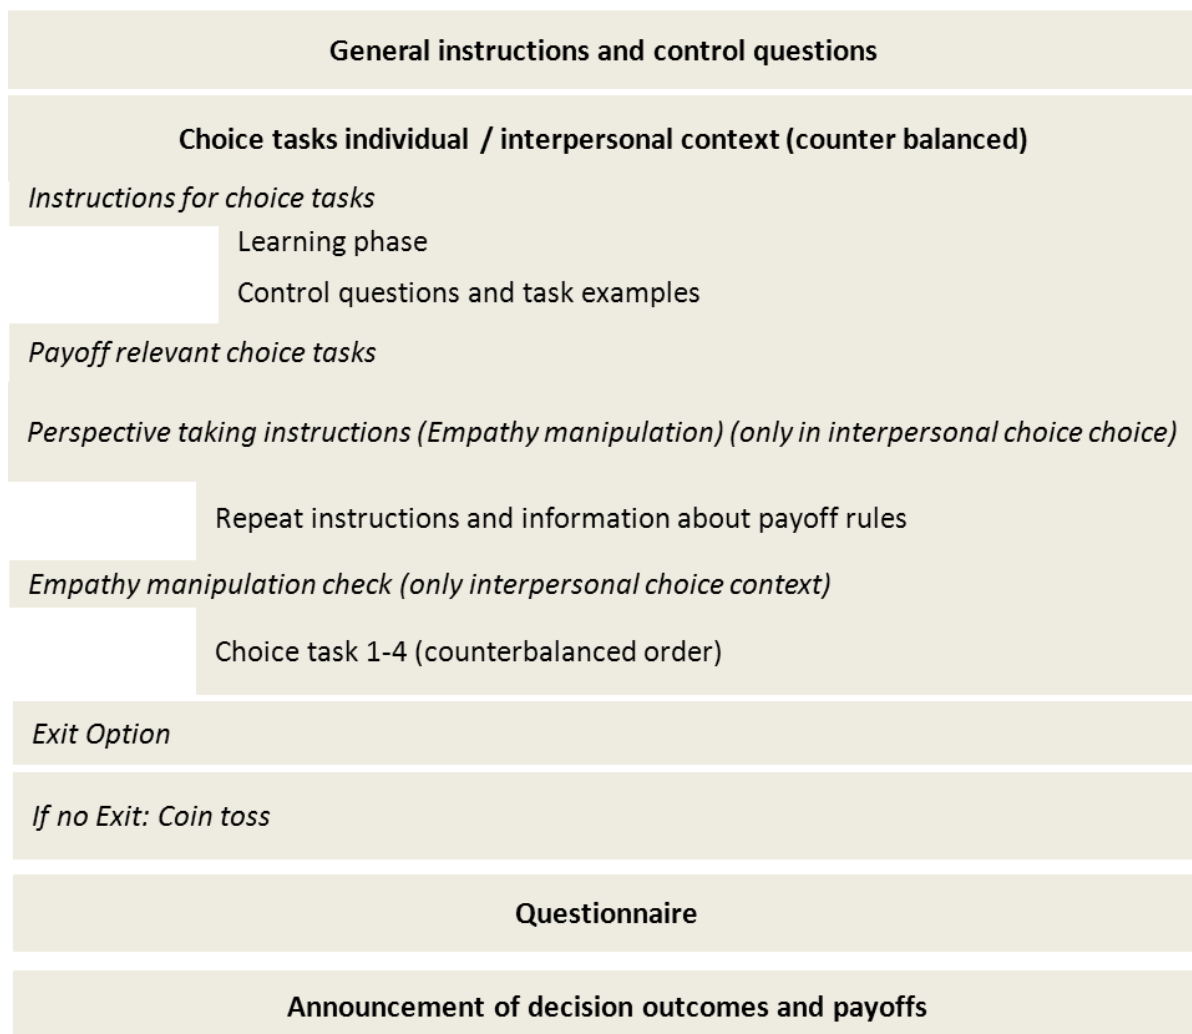 General instructions and control questions
Choice tasks individual / interpersonal context (counter balanced)
Instructions for choice tasks
Learning phase
Control questions and task examples
Payoff relevant choice tasks
Perspective taking instructions (Empathy manipulation) (only in interpersonal choice choice)
Repeat instructions and information about payoff rules
Empathy manipulation check (only interpersonal choice context)
Choice task 1-4 (counterbalanced order)
Exit Option
If no Exit: Coin toss
Questionnaire
Announcement of decision outcomes and payoffs